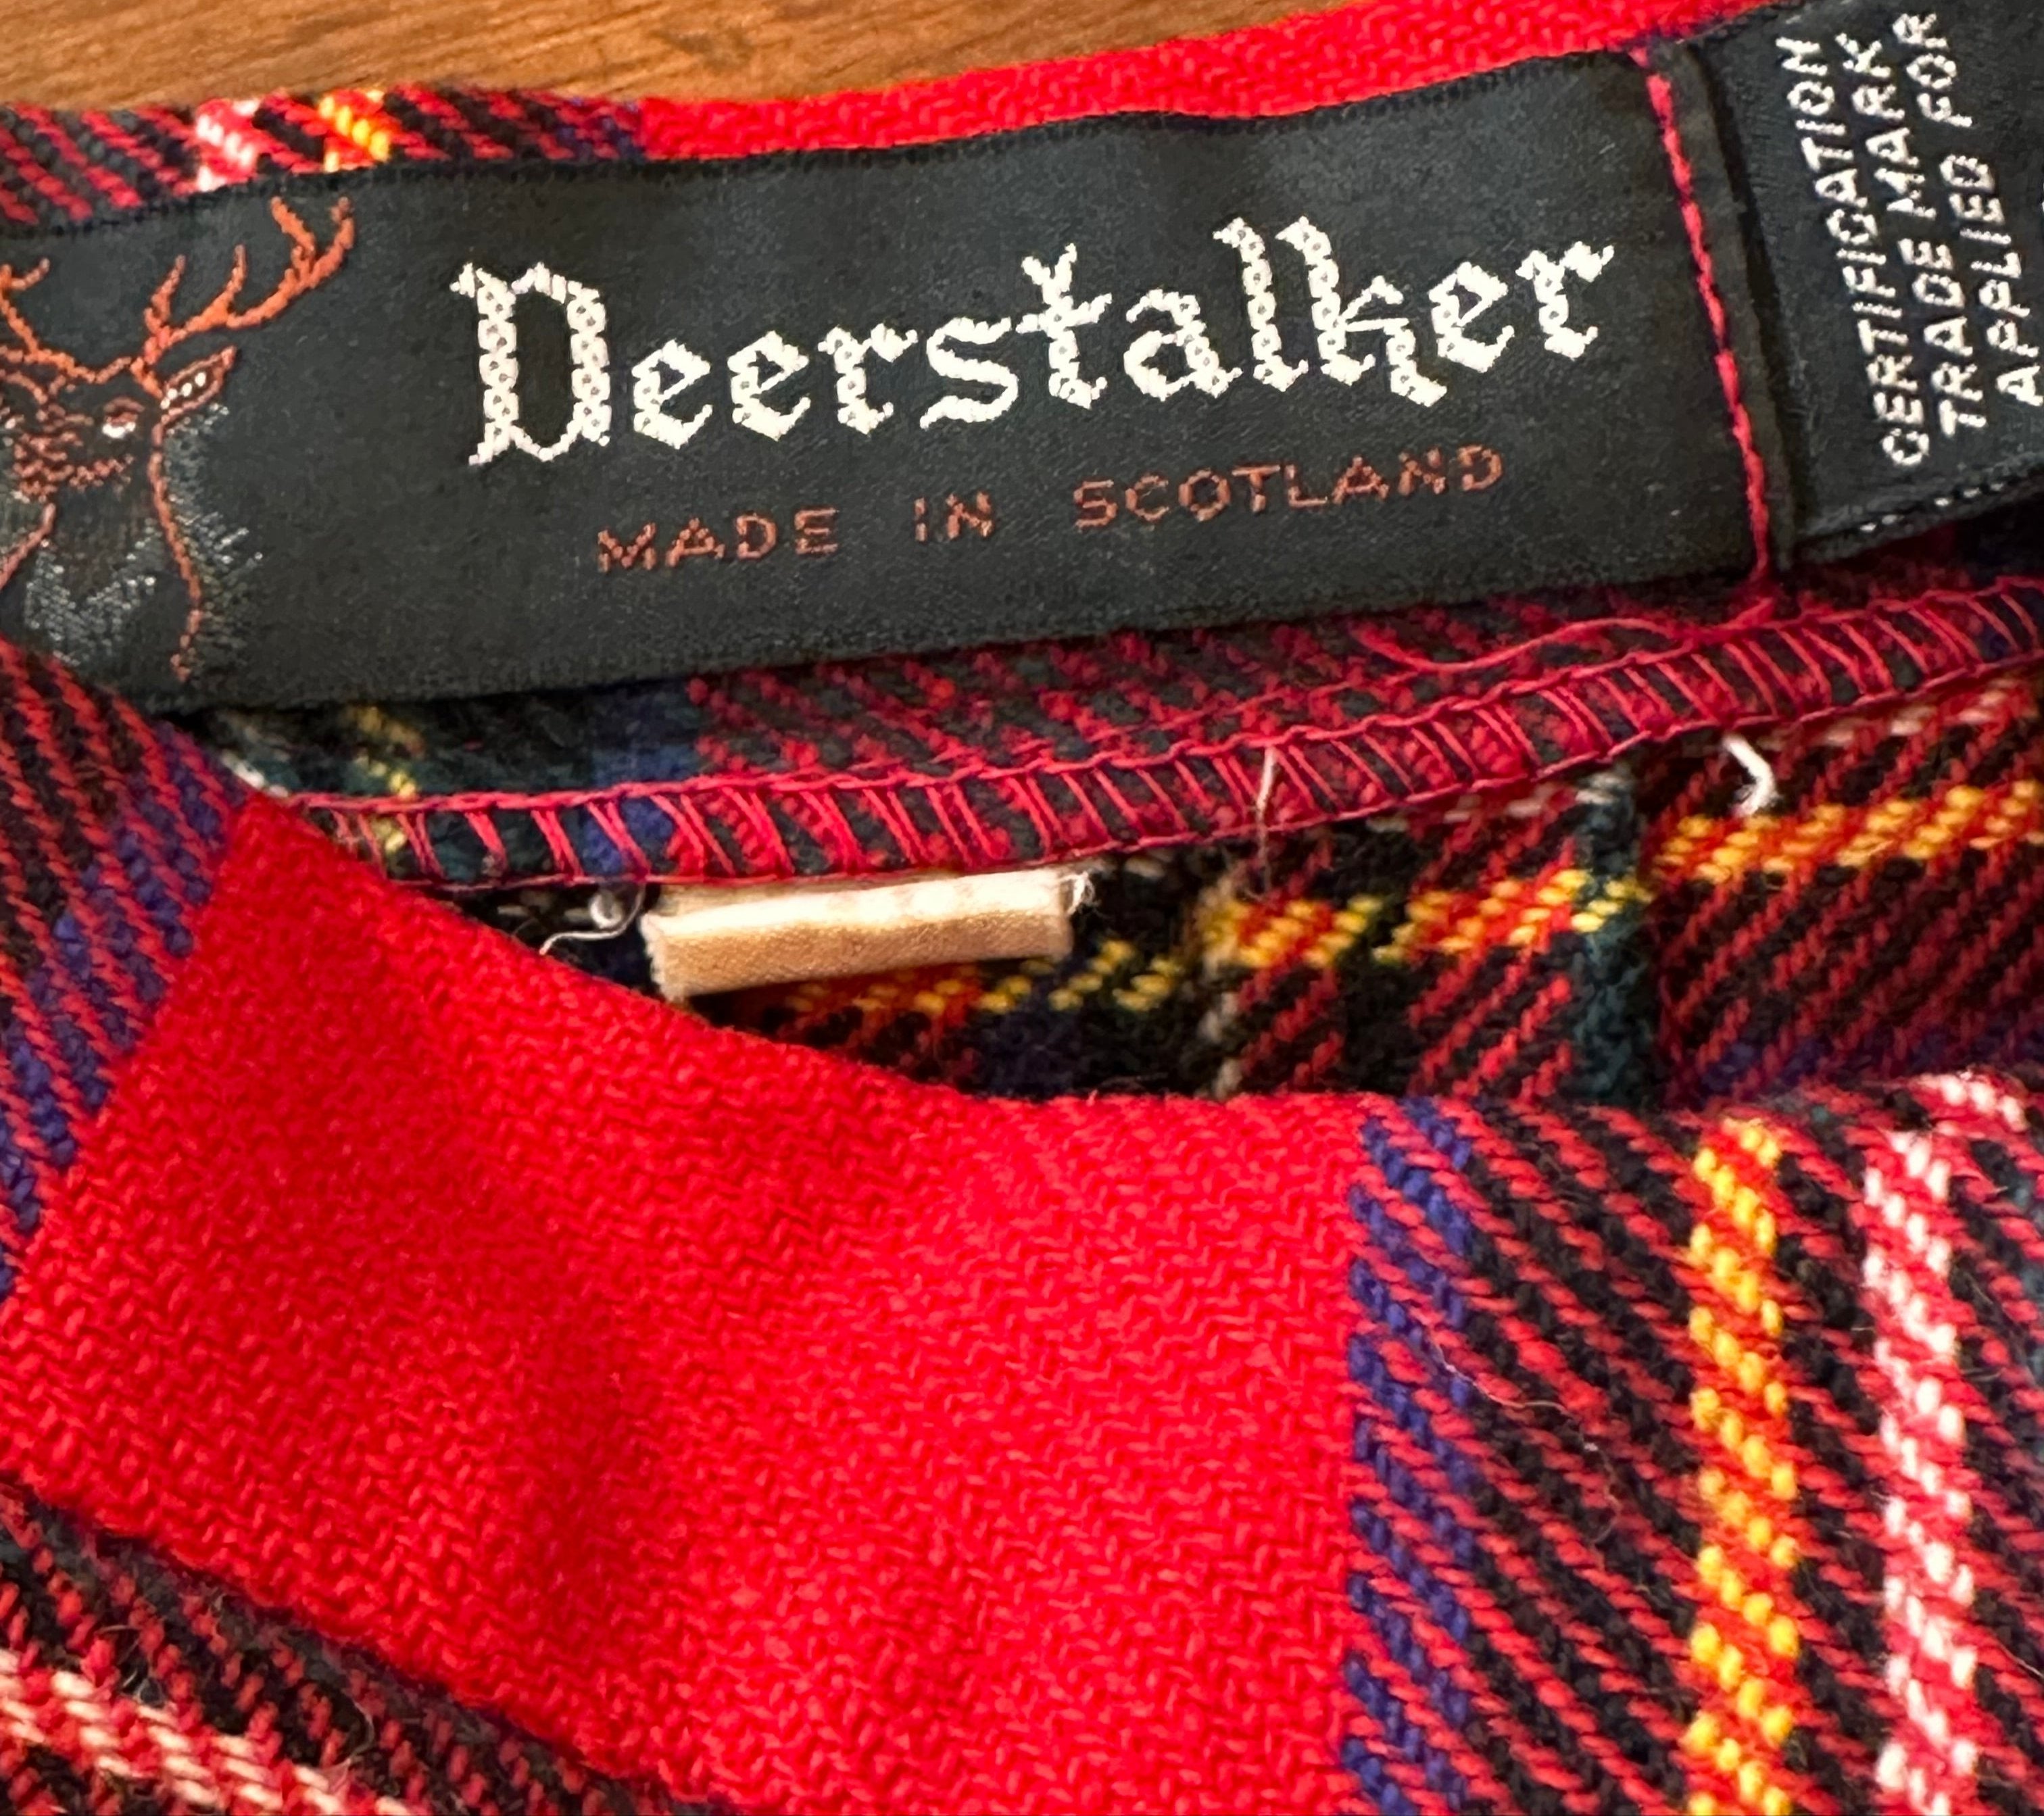 Deerstalker
MADE IN SCOTLAND
CERTIFICATION
TRADE MARK
APPLIED FOR